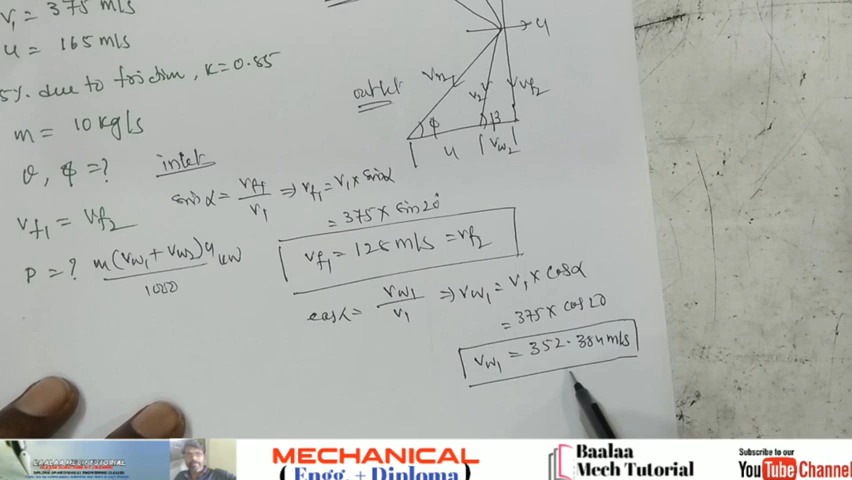 V₁ = 375 m/s
u = 165 m/s
5% due to friction, K = 0.85
m = 10 kg/s
θ, φ = ?
Vf₁ = Vf₂
P = ? m(Vw₁ + Vw₂)u / 1000 kW
u
outlet
Vr₂
V₂
Vf₂
φ
β
u
Vw₂
inlet
sin α = Vf₁ / V₁ ⇒ Vf₁ = V₁ × sin α
= 375 × sin 20°
Vf₁ = 128 m/s = Vf₂
cos α = Vw₁ / V₁ ⇒ Vw₁ = V₁ × cos α
= 375 × cos 20
Vw₁ = 352.384 m/s
BAALAA MECH TUTORIAL
MECHANICAL
(Engg. + Diploma)
Baalaa
Mech Tutorial
Subscribe to our
YouTube Channel